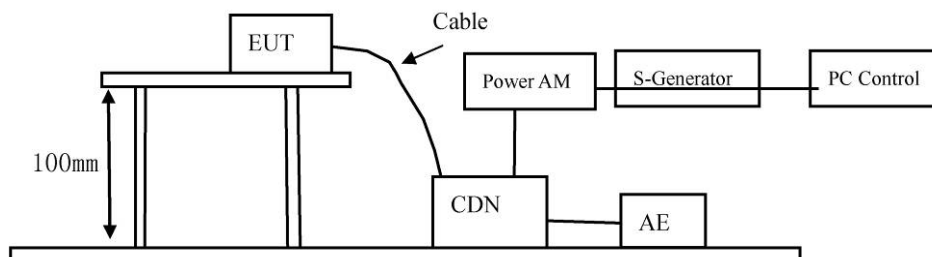 Cable
EUT
Power AM
S-Generator
PC Control
100mm
CDN
AE